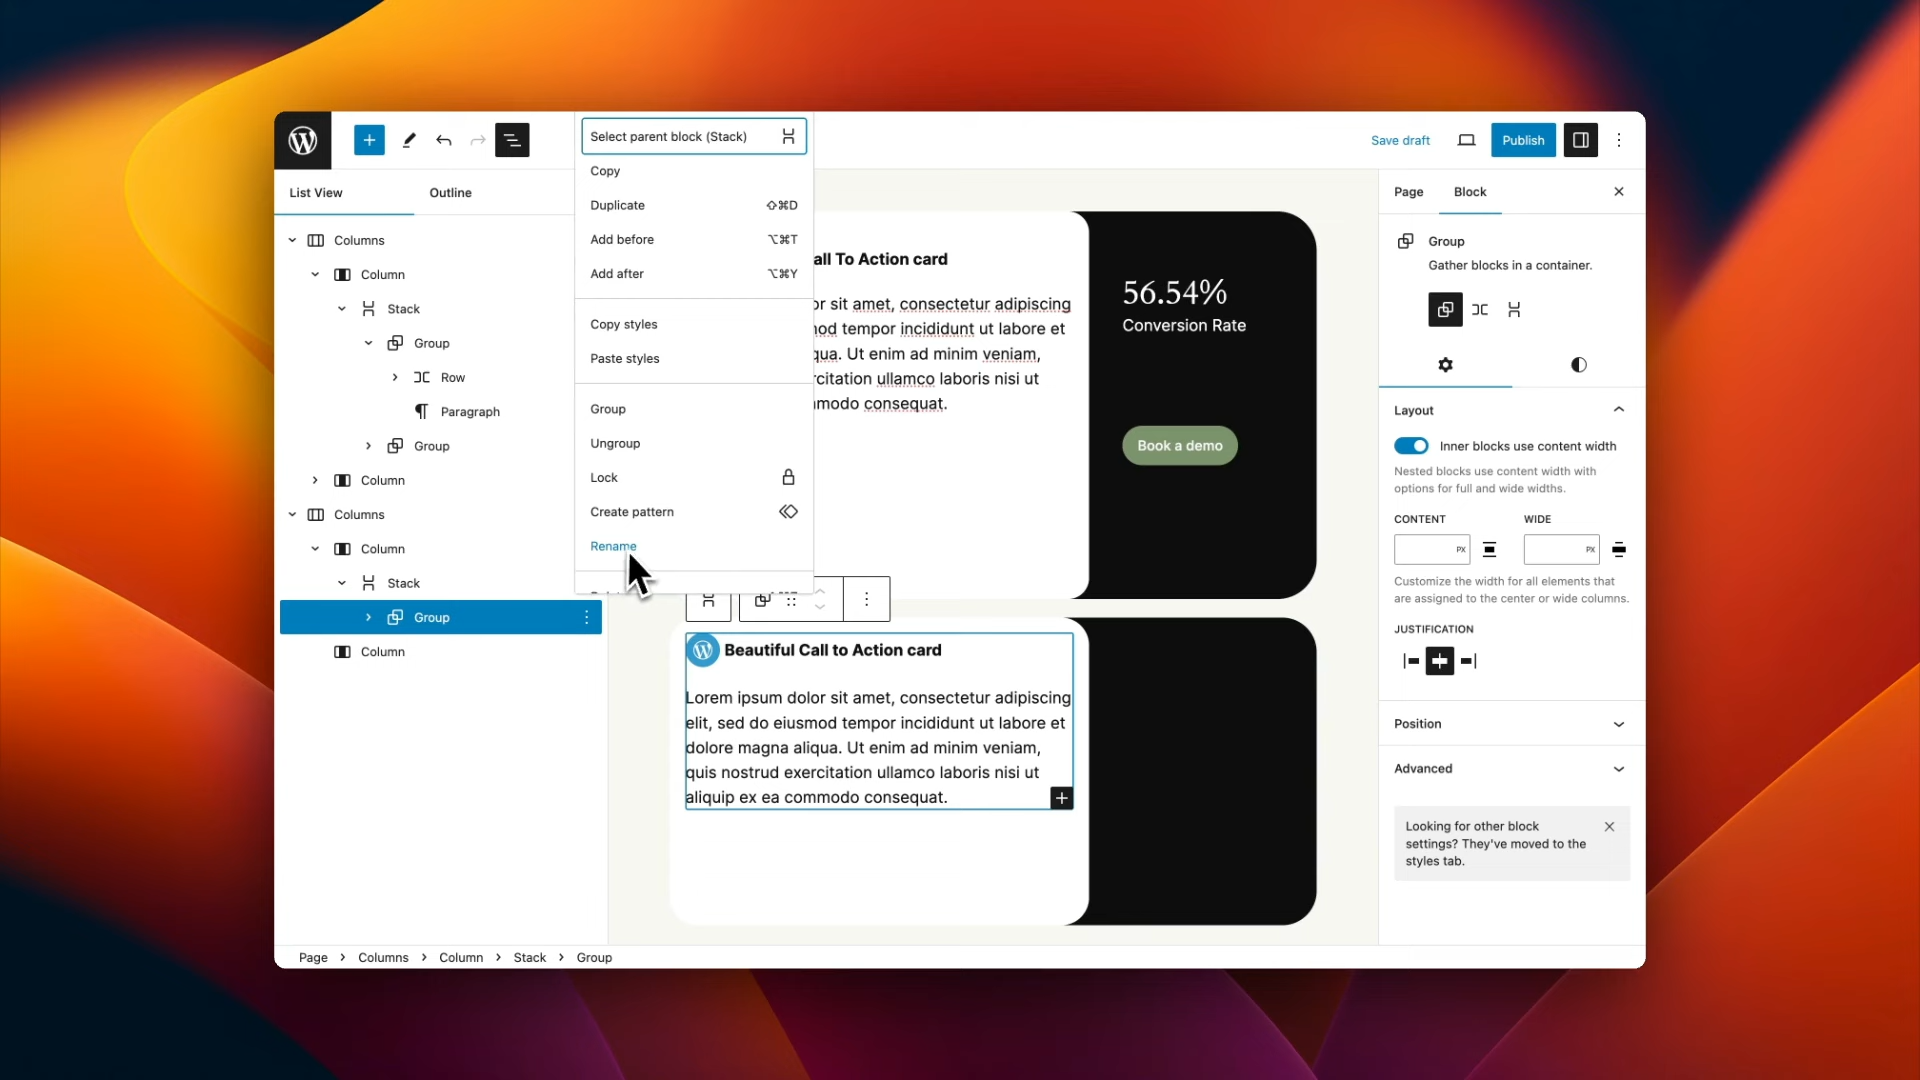 Select parent block (Stack)
Save draft
Publish
List View
Outline
Copy
Duplicate ⇧⌘D
Add before ⌥⌘T
Add after ⌥⌘Y
Copy styles
Paste styles
Group
Ungroup
Lock
Create pattern
Rename
Columns
Column
Stack
Group
Row
Paragraph
Group
Column
Columns
Column
Stack
Group
Column
all To Action card
or sit amet, consectetur adipiscing
mod tempor incididunt ut labore et
qua. Ut enim ad minim veniam,
rcitation ullamco laboris nisi ut
mmodo consequat.
56.54%
Conversion Rate
Book a demo
Beautiful Call to Action card
Lorem ipsum dolor sit amet, consectetur adipiscing
elit, sed do eiusmod tempor incididunt ut labore et
dolore magna aliqua. Ut enim ad minim veniam,
quis nostrud exercitation ullamco laboris nisi ut
aliquip ex ea commodo consequat.
Page
Block
Group
Gather blocks in a container.
Layout
Inner blocks use content width
Nested blocks use content width with
options for full and wide widths.
CONTENT WIDE
PX PX
Customize the width for all elements that
are assigned to the center or wide columns.
JUSTIFICATION
Position
Advanced
Looking for other block
settings? They've moved to the
styles tab.
Page > Columns > Column > Stack > Group